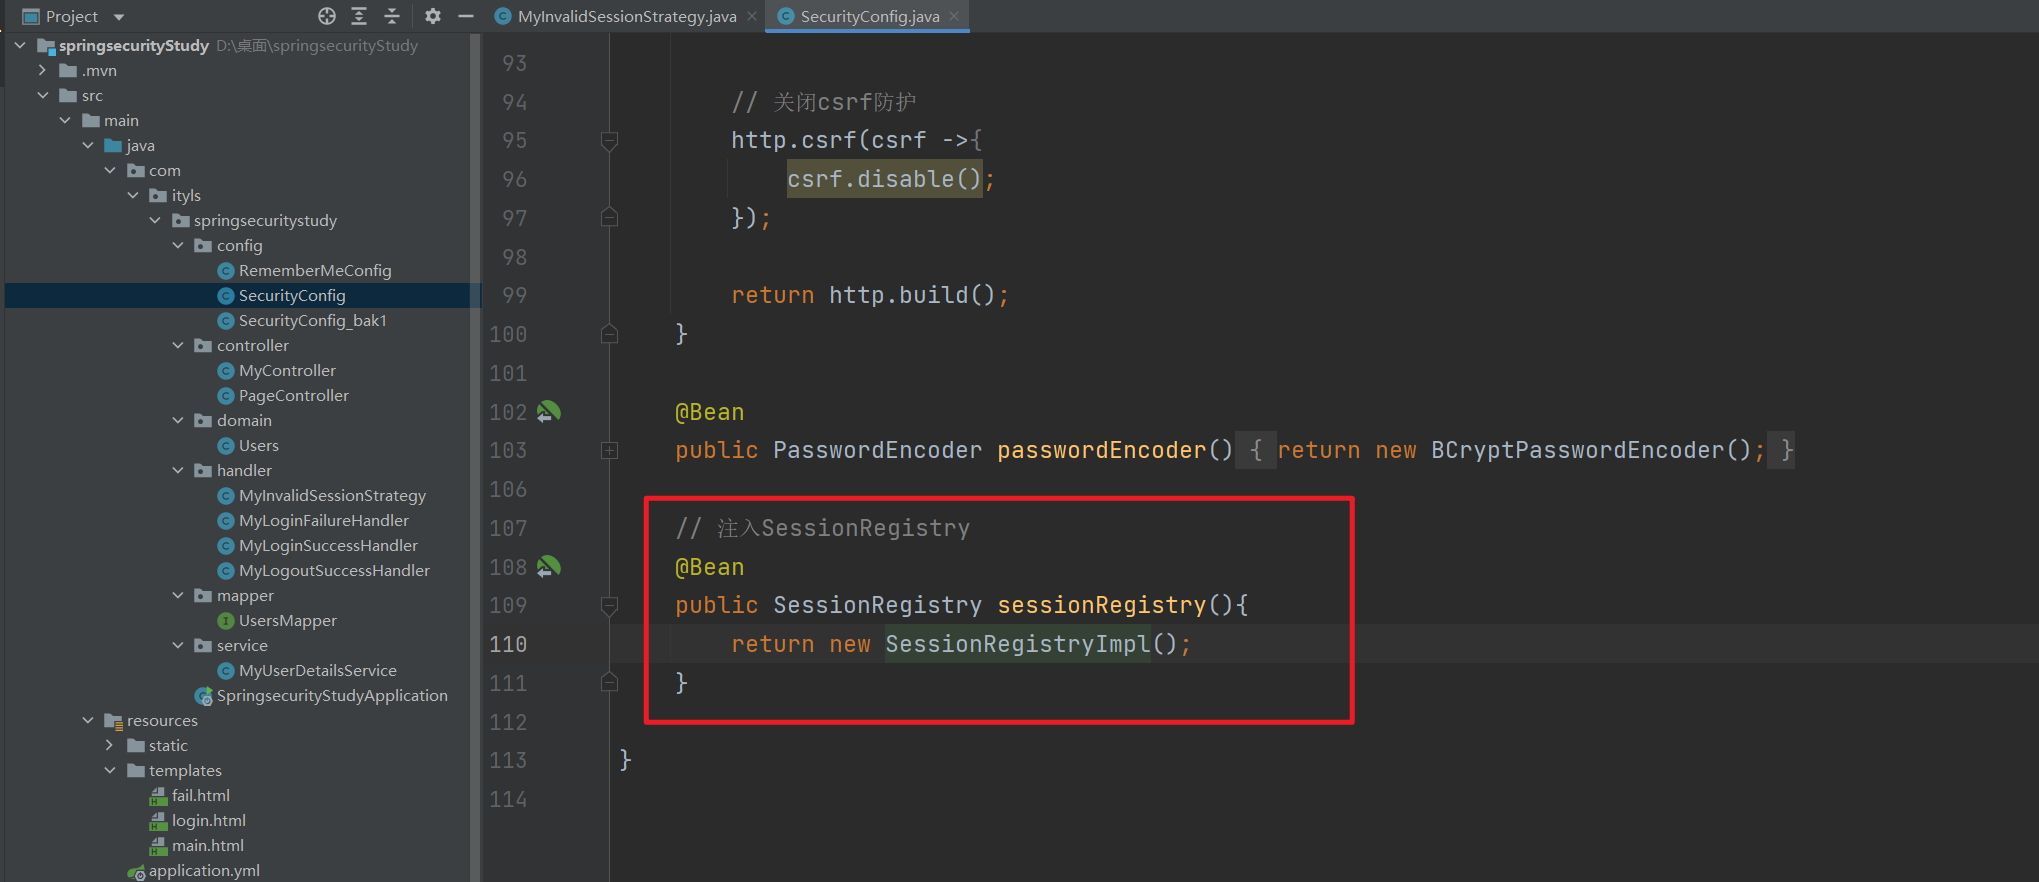 Project
MyInvalidSessionStrategy.java
SecurityConfig.java
springsecurityStudy D:\桌面\springsecurityStudy
.mvn
src
main
java
com
ityls
springsecuritystudy
config
RememberMeConfig
SecurityConfig
SecurityConfig_bak1
controller
MyController
PageController
domain
Users
handler
MyInvalidSessionStrategy
MyLoginFailureHandler
MyLoginSuccessHandler
MyLogoutSuccessHandler
mapper
UsersMapper
service
MyUserDetailsService
SpringsecurityStudyApplication
resources
static
templates
fail.html
login.html
main.html
application.yml
93
94 // 关闭csrf防护
95 http.csrf(csrf ->{
96 csrf.disable();
97 });
98
99 return http.build();
100 }
101
102 @Bean
103 public PasswordEncoder passwordEncoder() { return new BCryptPasswordEncoder(); }
106
107 // 注入SessionRegistry
108 @Bean
109 public SessionRegistry sessionRegistry(){
110 return new SessionRegistryImpl();
111 }
112
113 }
114